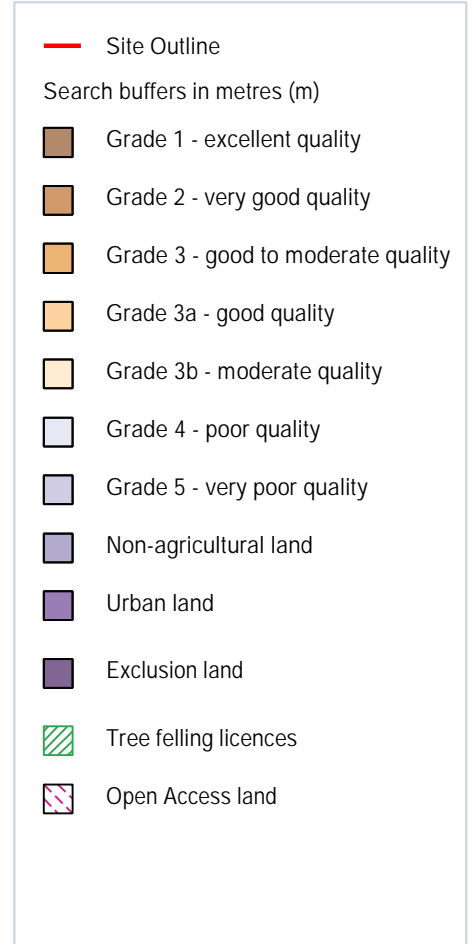 Site Outline
Search buffers in metres (m)
Grade 1 - excellent quality
Grade 2 - very good quality
Grade 3 - good to moderate quality
Grade 3a - good quality
Grade 3b - moderate quality
Grade 4 - poor quality
Grade 5 - very poor quality
Non-agricultural land
Urban land
Exclusion land
Tree felling licences
Open Access land